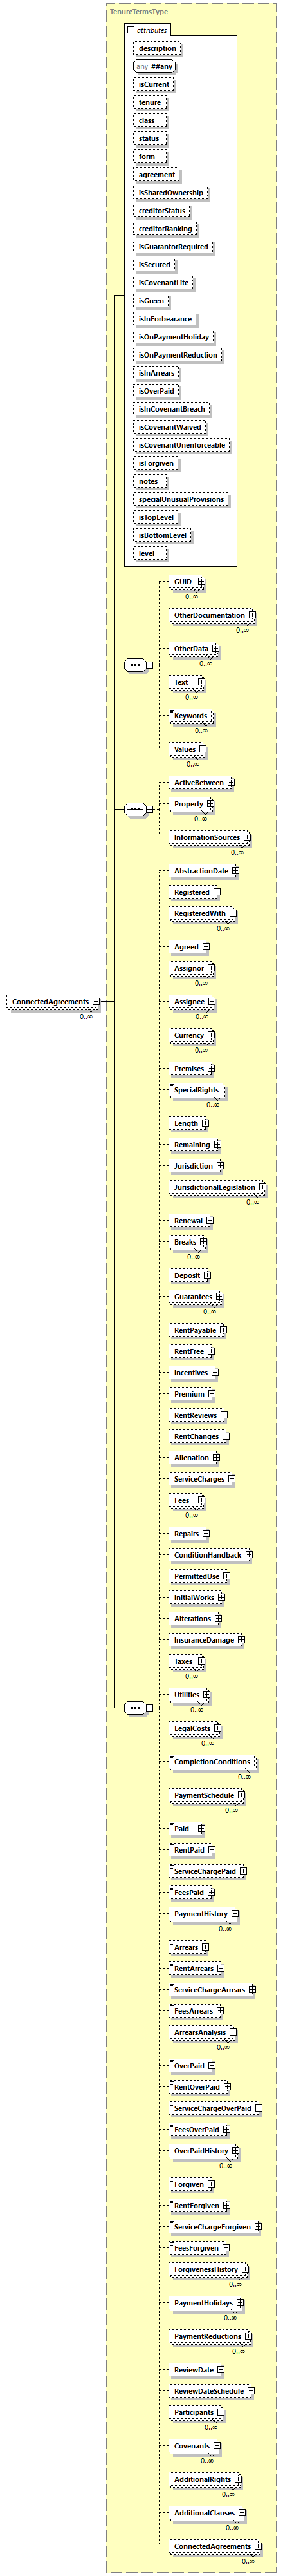 TenureTermsType
attributes
description
any ##any
isCurrent
tenure
class
status
form
agreement
isSharedOwnership
creditorStatus
creditorRanking
isGuarantorRequired
isSecured
isCovenantLite
isGreen
isInForbearance
isOnPaymentHoliday
isOnPaymentReduction
isInArrears
isOverPaid
isInCovenantBreach
isCovenantWaived
isCovenantUnenforceable
isForgiven
notes
specialUnusualProvisions
isTopLevel
isBottomLevel
level
GUID
0..∞
OtherDocumentation
0..∞
OtherData
0..∞
Text
0..∞
Keywords
0..∞
Values
0..∞
ActiveBetween
Property
0..∞
InformationSources
0..∞
AbstractionDate
Registered
RegisteredWith
0..∞
Agreed
Assignor
0..∞
ConnectedAgreements
0..∞
Assignee
0..∞
Currency
0..∞
Premises
SpecialRights
0..∞
Length
Remaining
Jurisdiction
JurisdictionalLegislation
0..∞
Renewal
Breaks
0..∞
Deposit
Guarantees
0..∞
RentPayable
RentFree
Incentives
Premium
RentReviews
RentChanges
Alienation
ServiceCharges
Fees
0..∞
Repairs
ConditionHandback
PermittedUse
InitialWorks
Alterations
InsuranceDamage
Taxes
0..∞
Utilities
0..∞
LegalCosts
0..∞
CompletionConditions
0..∞
PaymentSchedule
0..∞
Paid
RentPaid
ServiceChargePaid
FeesPaid
PaymentHistory
0..∞
Arrears
RentArrears
ServiceChargeArrears
FeesArrears
ArrearsAnalysis
0..∞
OverPaid
RentOverPaid
ServiceChargeOverPaid
FeesOverPaid
OverPaidHistory
0..∞
Forgiven
RentForgiven
ServiceChargeForgiven
FeesForgiven
ForgivenessHistory
0..∞
PaymentHolidays
0..∞
PaymentReductions
0..∞
ReviewDate
ReviewDateSchedule
Participants
0..∞
Covenants
0..∞
AdditionalRights
0..∞
AdditionalClauses
0..∞
ConnectedAgreements
0..∞